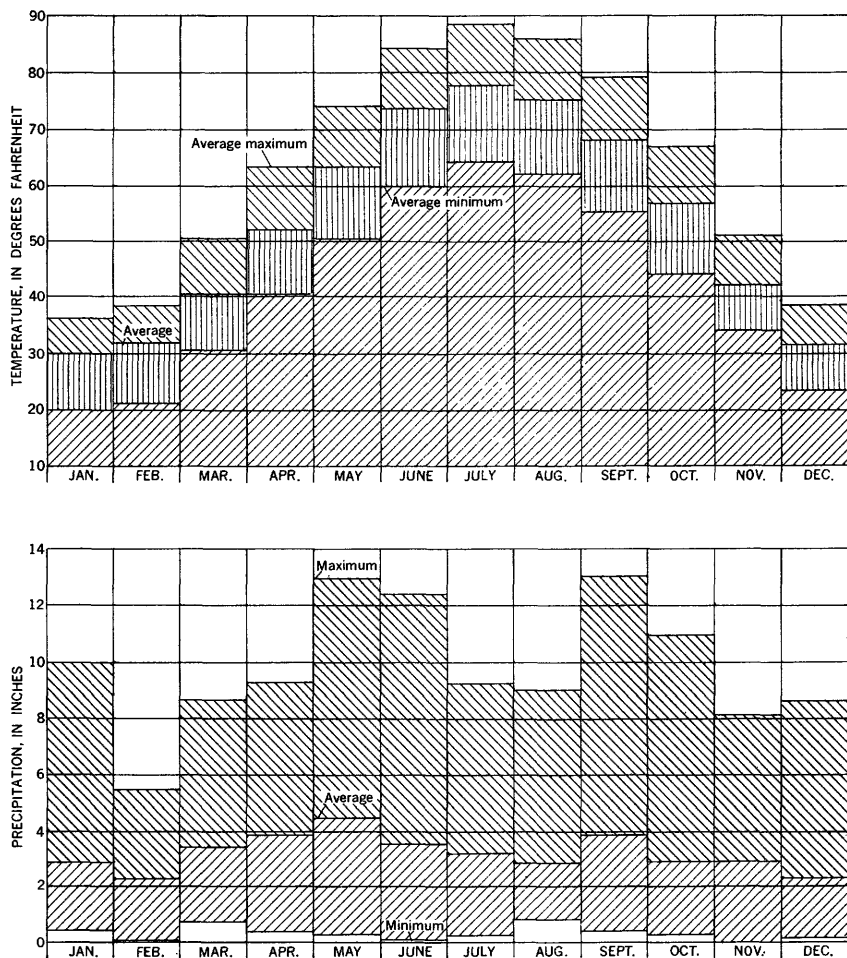 90
80
70
60
50
40
30
20
10
TEMPERATURE, IN DEGREES FAHRENHEIT
Average maximum
Average minimum
Average
JAN. FEB. MAR. APR. MAY JUNE JULY AUG. SEPT. OCT. NOV. DEC.
14
12
10
8
6
4
2
0
PRECIPITATION, IN INCHES
Maximum
Average
Minimum
JAN. FEB. MAR. APR. MAY JUNE JULY AUG. SEPT. OCT. NOV. DEC.